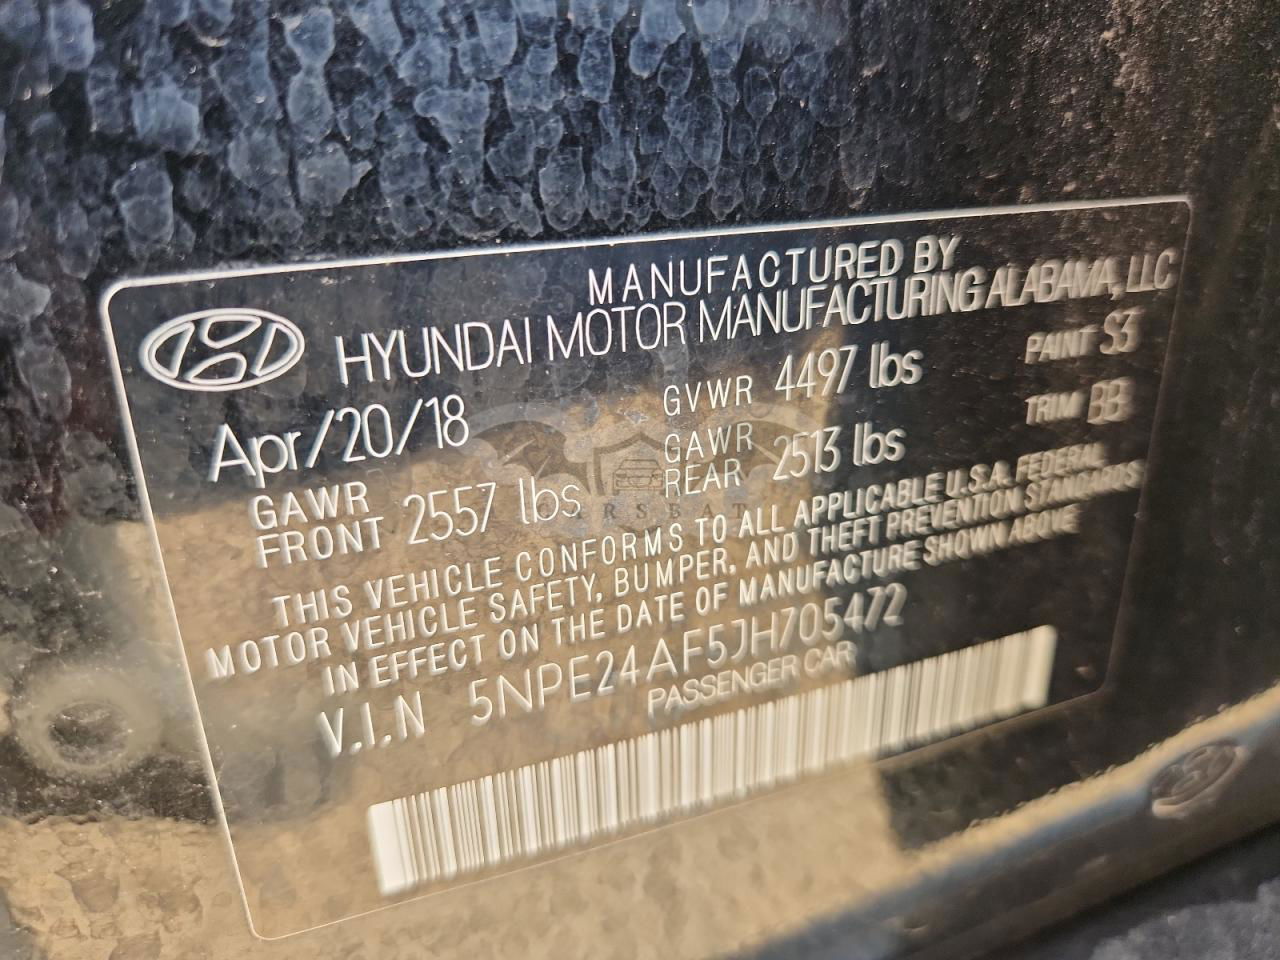 MANUFACTURED BY
HYUNDAI MOTOR MANUFACTURING ALABAMA, LLC
Apr/20/18 GVWR 4497 lbs PAINT S3
GAWR FRONT 2557 lbs GAWR REAR 2513 lbs TRIM BB
THIS VEHICLE CONFORMS TO ALL APPLICABLE U.S.A. FEDERAL
MOTOR VEHICLE SAFETY, BUMPER, AND THEFT PREVENTION STANDARDS
IN EFFECT ON THE DATE OF MANUFACTURE SHOWN ABOVE
V.I.N 5NPE24AF5JH705472
PASSENGER CAR
CARSBAT